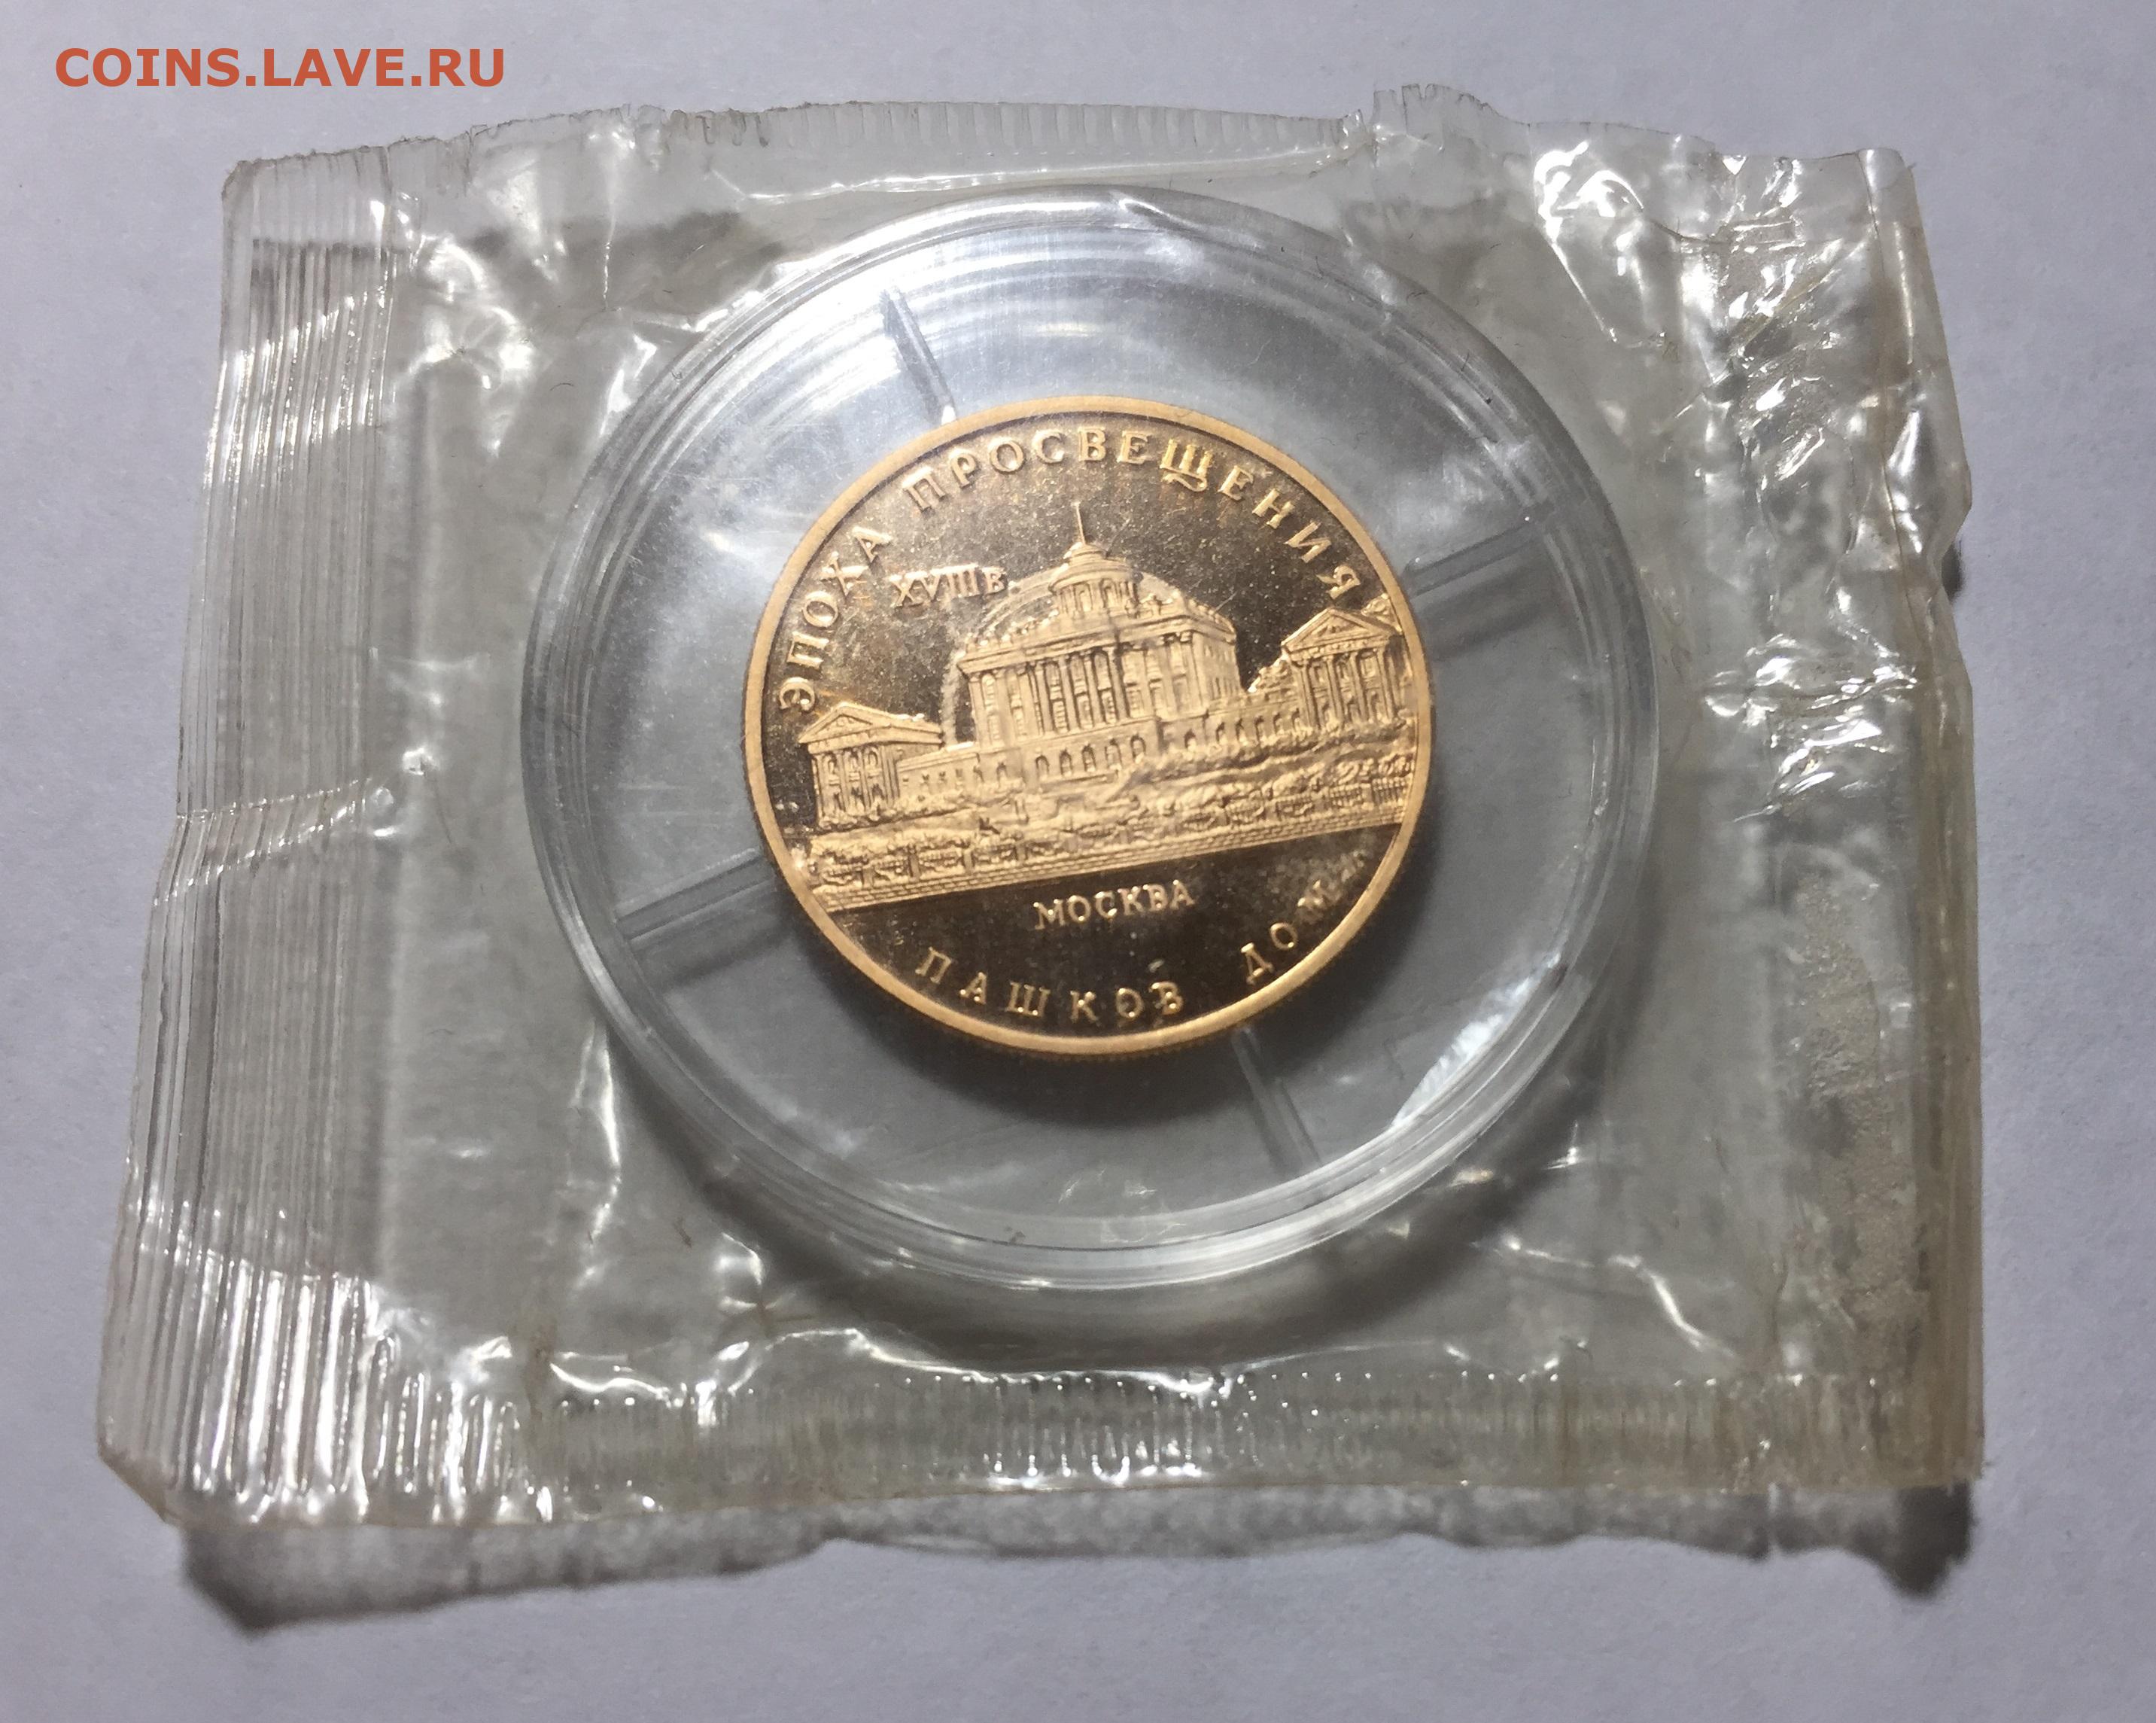 COINS.LAVE.RU
ЭПОХА ПРОСВЕЩЕНИЯ
XVIII в.
МОСКВА
ПАШКОВ ДОМ